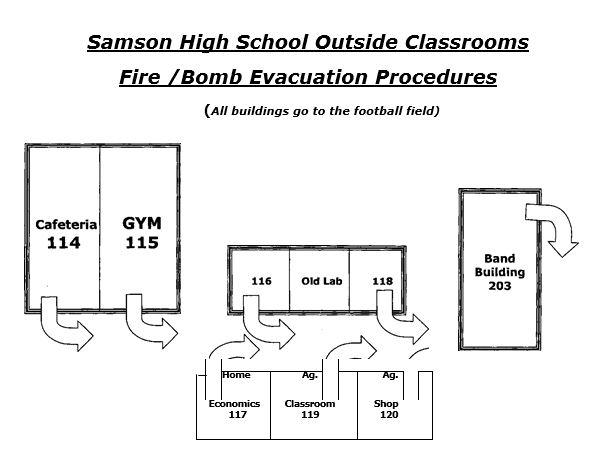 Samson High School Outside Classrooms
Fire /Bomb Evacuation Procedures
(All buildings go to the football field)
Cafeteria
114
GYM
115
116
Old Lab
118
Band
Building
203
Home
Economics
117
Ag.
Classroom
119
Ag.
Shop
120